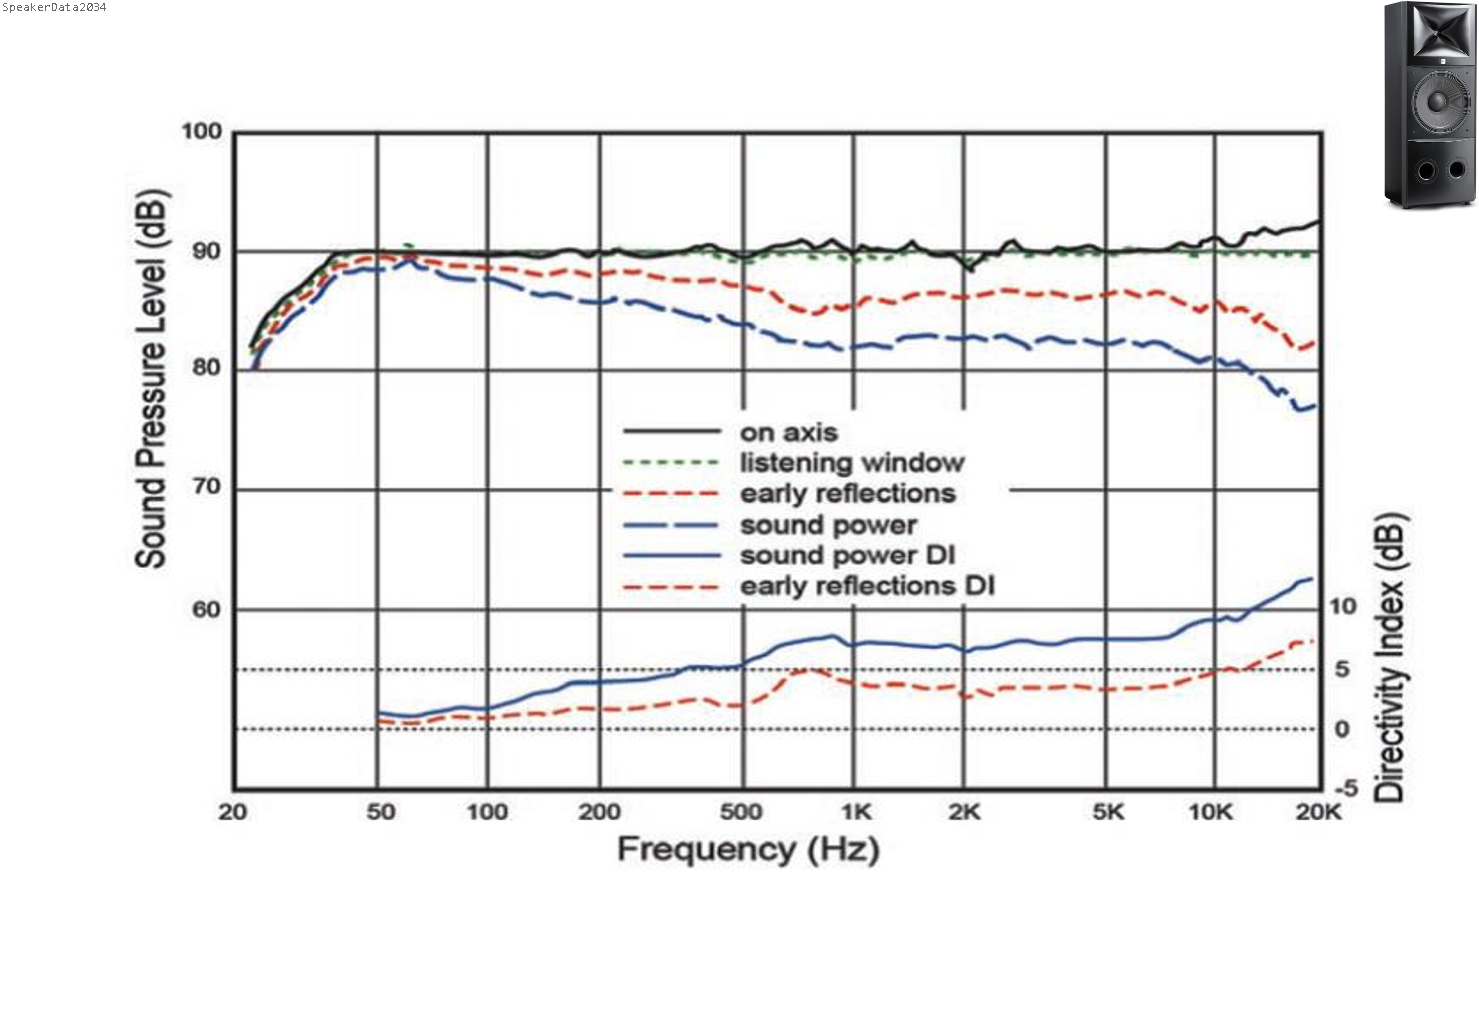 SpeakerData2034
100
90
80
70
60
Sound Pressure Level (dB)
on axis
listening window
early reflections
sound power
sound power DI
early reflections DI
10
5
0
-5
Directivity Index (dB)
20 50 100 200 500 1K 2K 5K 10K 20K
Frequency (Hz)